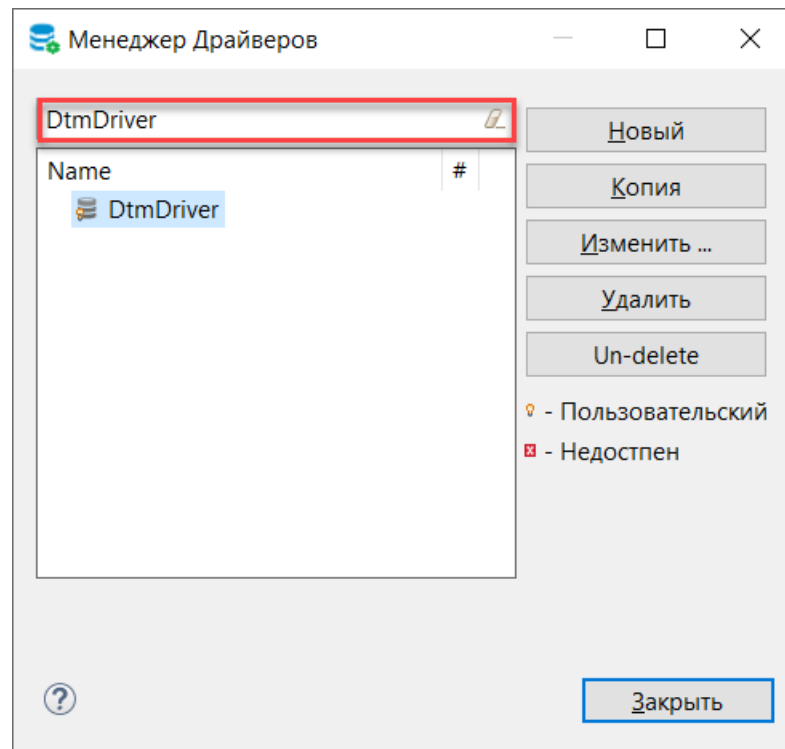 Менеджер Драйверов
DtmDriver
Name #
DtmDriver
Новый
Копия
Изменить ...
Удалить
Un-delete
- Пользовательский
- Недостпен
Закрыть